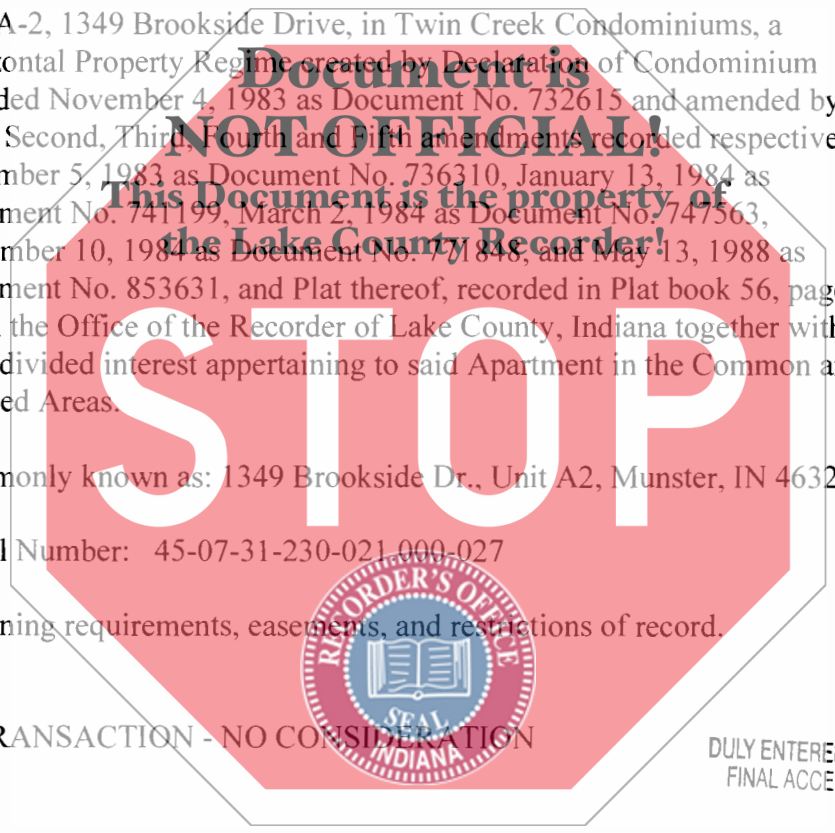 A-2, 1349 Brookside Drive, in Twin Creek Condominiums, a
ontal Property Regime created by Declaration of Condominium
ded November 4, 1983 as Document No. 732615 and amended by
Second, Third, Fourth and Fifth amendments recorded respective
mber 5, 1983 as Document No. 736310, January 13, 1984 as
ment No. 741199, March 2, 1984 as Document No. 747563,
mber 10, 1984 as Document No. 771848, and May 13, 1988 as
ment No. 853631, and Plat thereof, recorded in Plat book 56, pag
the Office of the Recorder of Lake County, Indiana together with
divided interest appertaining to said Apartment in the Common a
ed Areas.
monly known as: 1349 Brookside Dr., Unit A2, Munster, IN 4632
l Number: 45-07-31-230-021.000-027
ning requirements, easements, and restrictions of record.
RANSACTION - NO CONSIDERATION
Document is
NOT OFFICIAL!
This Document is the property of
the Lake County Recorder!
STOP
RECORDER'S OFFICE
SEAL
INDIANA
DULY ENTERE
FINAL ACCE